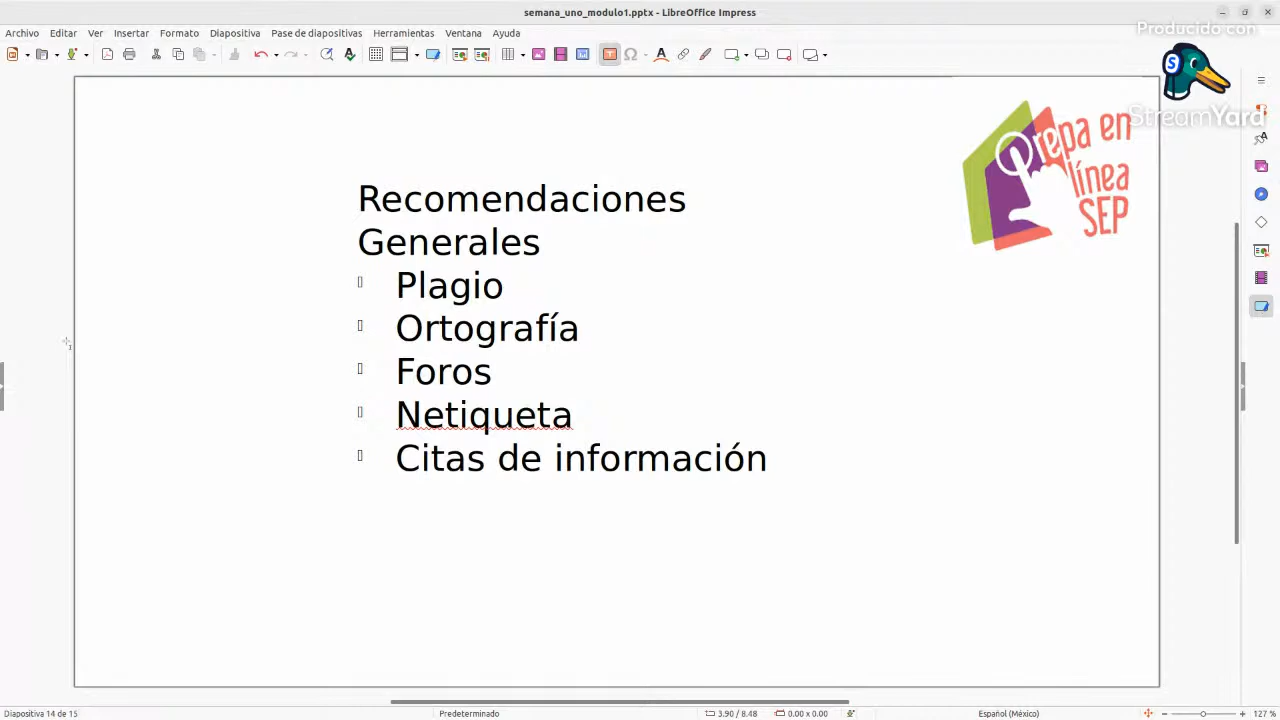 semana_uno_modulo1.pptx - LibreOffice Impress
Archivo Editar Ver Insertar Formato Diapositiva Pase de diapositivas Herramientas Ventana Ayuda
Producido con
StreamYard
Prepa en
línea
SEP
Recomendaciones
Generales
Plagio
Ortografía
Foros
Netiqueta
Citas de información
Diapositiva 14 de 15 Predeterminado 3.90 / 8.48 0.00 x 0.00 Español (México) 127 %